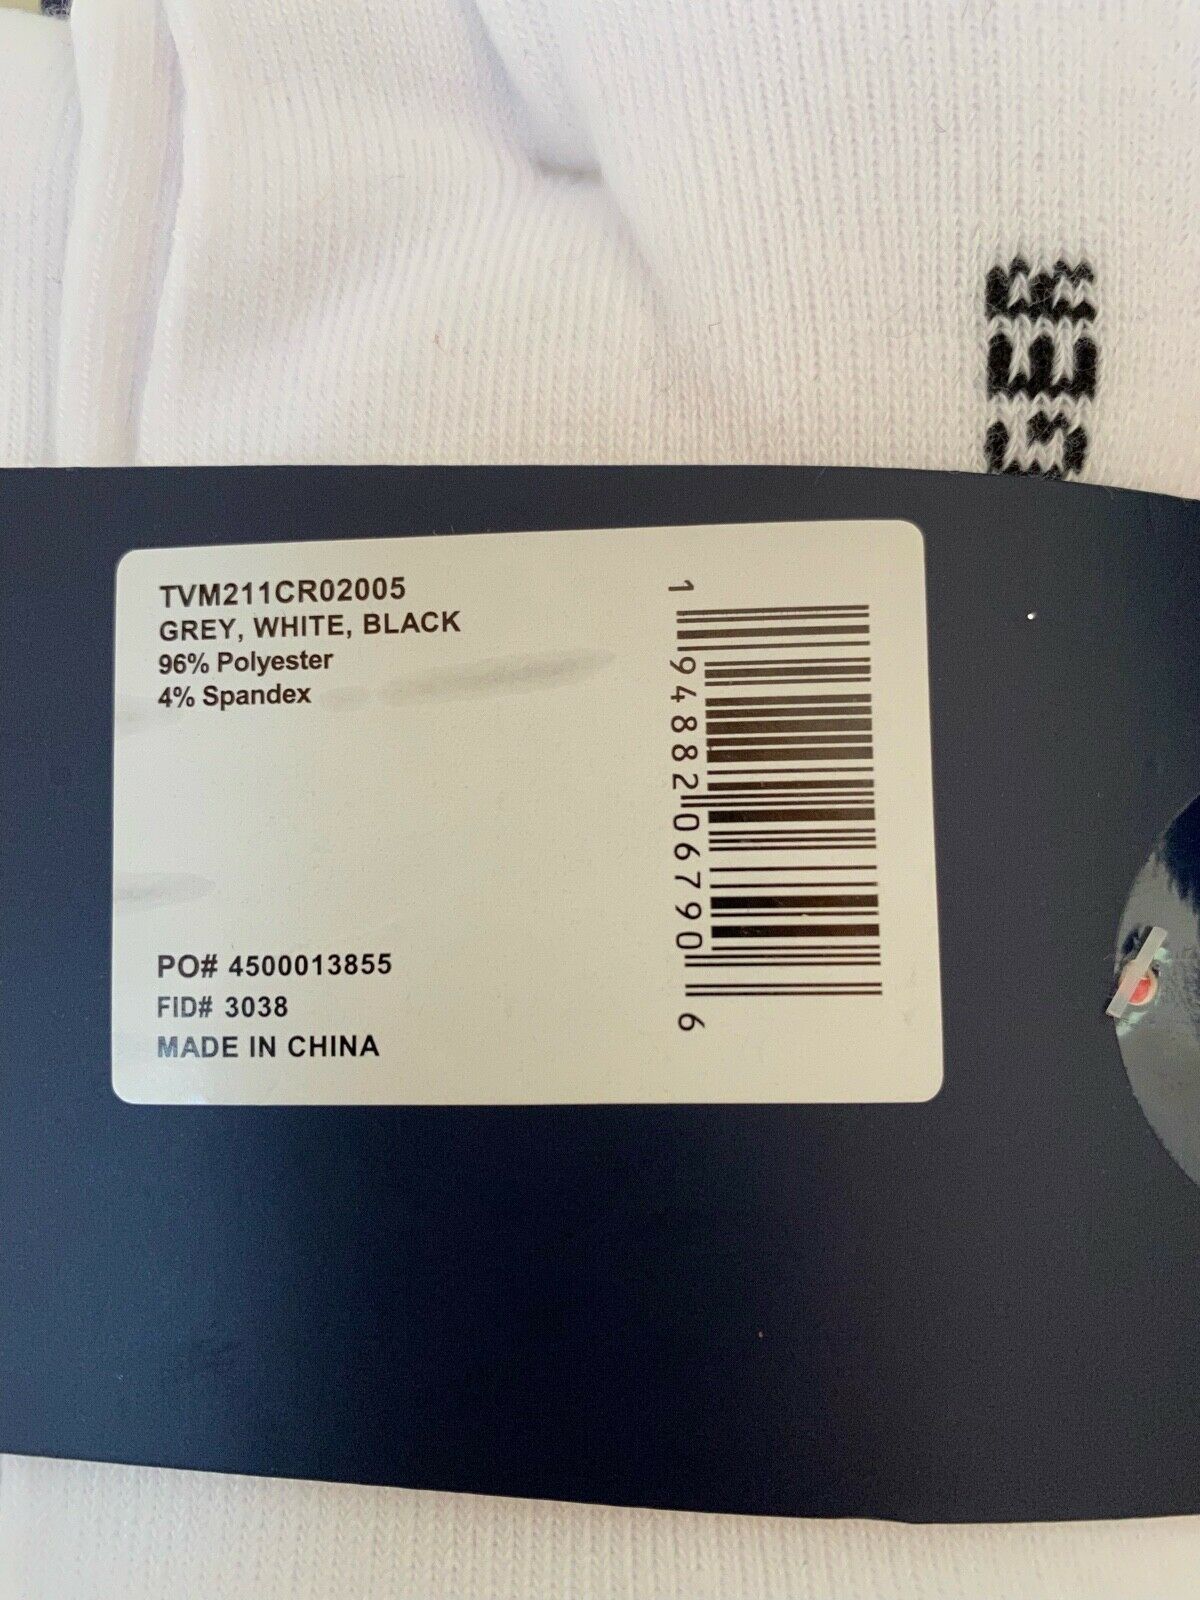 TVM211CR02005
GREY, WHITE, BLACK
96% Polyester
4% Spandex
PO# 4500013855
FID# 3038
MADE IN CHINA
1 94882 06790 6